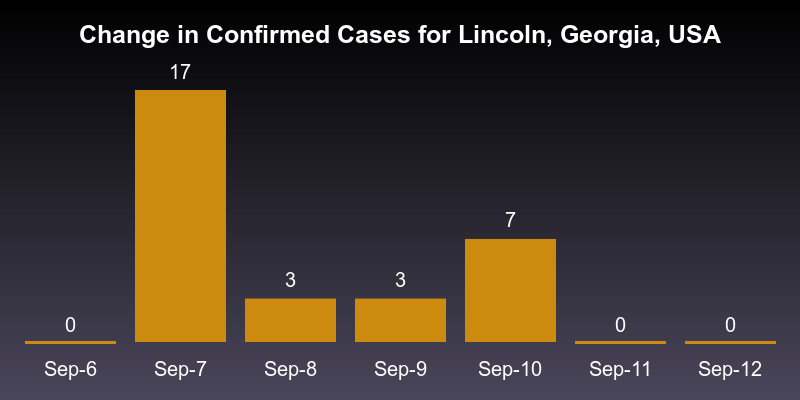 Change in Confirmed Cases for Lincoln, Georgia, USA
17
7
3
3
0
0
0
Sep-6
Sep-7
Sep-8
Sep-9
Sep-10
Sep-11
Sep-12